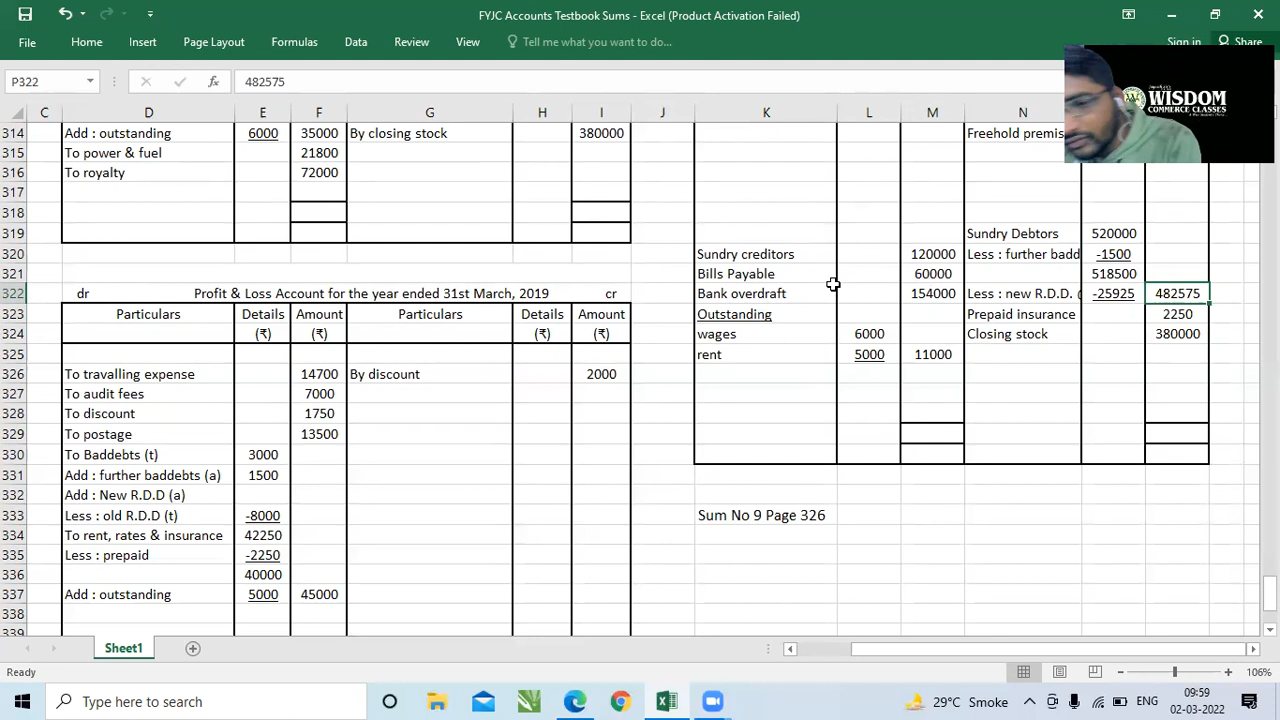 FYJC Accounts Testbook Sums - Excel (Product Activation Failed)
File Home Insert Page Layout Formulas Data Review View Tell me what you want to do... Sign in Share
P322 fx 482575
WISDOM
COMMERCE CLASSES
C D E F G H I J K L M N
314 Add : outstanding 6000 35000 By closing stock 380000 Freehold premis
315 To power & fuel 21800
316 To royalty 72000
317
318
319 Sundry Debtors 520000
320 Sundry creditors 120000 Less : further badd -1500
321 Bills Payable 60000 518500
322 dr Profit & Loss Account for the year ended 31st March, 2019 cr Bank overdraft 154000 Less : new R.D.D. ( -25925 482575
323 Particulars Details Amount Particulars Details Amount Outstanding Prepaid insurance 2250
324 (₹) (₹) (₹) (₹) wages 6000 Closing stock 380000
325 rent 5000 11000
326 To travalling expense 14700 By discount 2000
327 To audit fees 7000
328 To discount 1750
329 To postage 13500
330 To Baddebts (t) 3000
331 Add : further baddebts (a) 1500
332 Add : New R.D.D (a)
333 Less : old R.D.D (t) -8000 Sum No 9 Page 326
334 To rent, rates & insurance 42250
335 Less : prepaid -2250
336 40000
337 Add : outstanding 5000 45000
338
339
Sheet1
Ready 106%
Type here to search 29°C Smoke ENG 09:59
02-03-2022